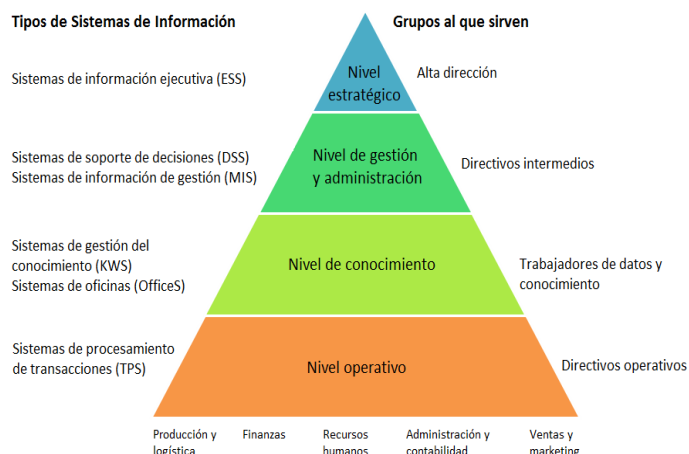 Tipos de Sistemas de Información
Grupos al que sirven
Sistemas de información ejecutiva (ESS)
Nivel
estratégico
Alta dirección
Sistemas de soporte de decisiones (DSS)
Sistemas de información de gestión (MIS)
Nivel de gestión
y administración
Directivos intermedios
Sistemas de gestión del
conocimiento (KWS)
Sistemas de oficinas (OfficeS)
Nivel de conocimiento
Trabajadores de datos y
conocimiento
Sistemas de procesamiento
de transacciones (TPS)
Nivel operativo
Directivos operativos
Producción y
logística
Finanzas
Recursos
humanos
Administración y
contabilidad
Ventas y
marketing